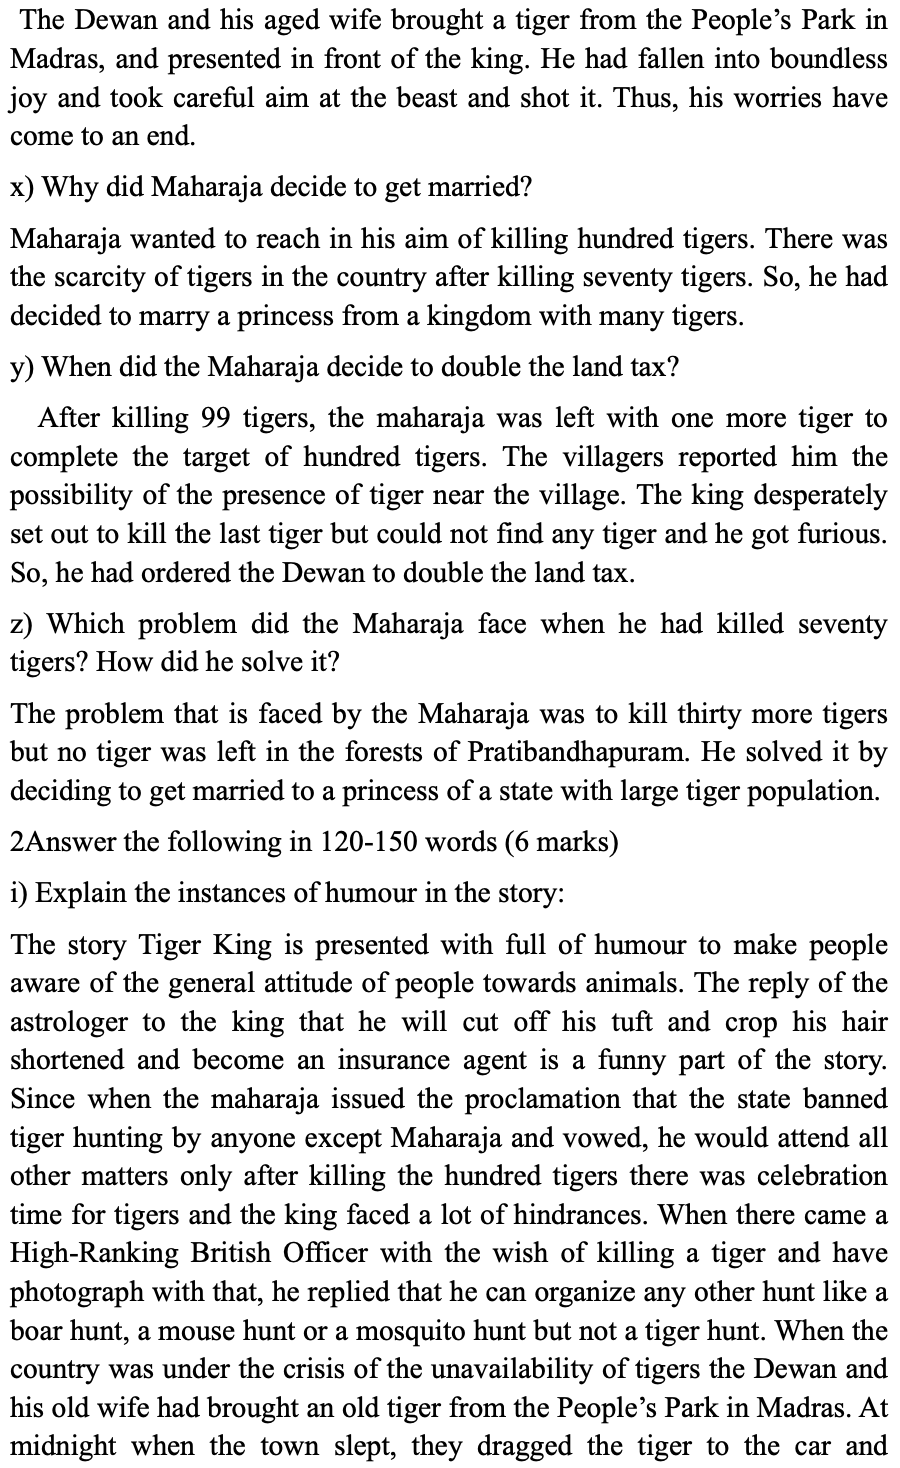 The Dewan and his aged wife brought a tiger from the People’s Park in
Madras, and presented in front of the king. He had fallen into boundless
joy and took careful aim at the beast and shot it. Thus, his worries have
come to an end.
x) Why did Maharaja decide to get married?
Maharaja wanted to reach in his aim of killing hundred tigers. There was
the scarcity of tigers in the country after killing seventy tigers. So, he had
decided to marry a princess from a kingdom with many tigers.
y) When did the Maharaja decide to double the land tax?
After killing 99 tigers, the maharaja was left with one more tiger to
complete the target of hundred tigers. The villagers reported him the
possibility of the presence of tiger near the village. The king desperately
set out to kill the last tiger but could not find any tiger and he got furious.
So, he had ordered the Dewan to double the land tax.
z) Which problem did the Maharaja face when he had killed seventy
tigers? How did he solve it?
The problem that is faced by the Maharaja was to kill thirty more tigers
but no tiger was left in the forests of Pratibandhapuram. He solved it by
deciding to get married to a princess of a state with large tiger population.
2Answer the following in 120-150 words (6 marks)
i) Explain the instances of humour in the story:
The story Tiger King is presented with full of humour to make people
aware of the general attitude of people towards animals. The reply of the
astrologer to the king that he will cut off his tuft and crop his hair
shortened and become an insurance agent is a funny part of the story.
Since when the maharaja issued the proclamation that the state banned
tiger hunting by anyone except Maharaja and vowed, he would attend all
other matters only after killing the hundred tigers there was celebration
time for tigers and the king faced a lot of hindrances. When there came a
High-Ranking British Officer with the wish of killing a tiger and have
photograph with that, he replied that he can organize any other hunt like a
boar hunt, a mouse hunt or a mosquito hunt but not a tiger hunt. When the
country was under the crisis of the unavailability of tigers the Dewan and
his old wife had brought an old tiger from the People’s Park in Madras. At
midnight when the town slept, they dragged the tiger to the car and